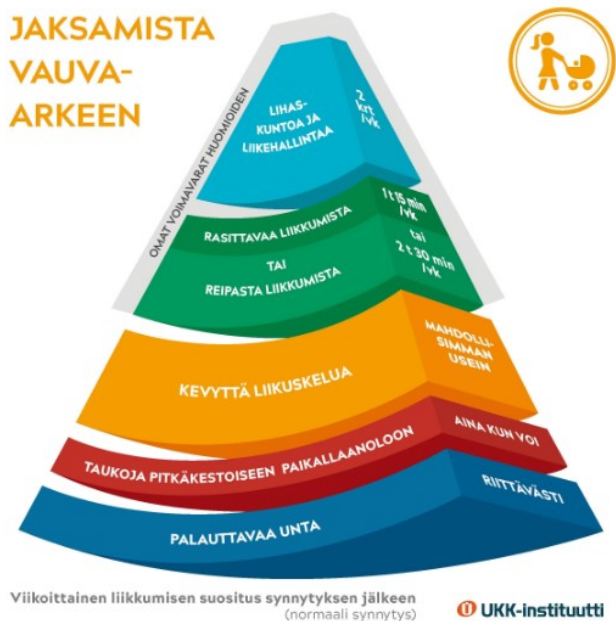 JAKSAMISTA
VAUVA-
ARKEEN
OMAT VOIMAVARAT HUOMIOIDEN
LIHAS-
KUNTOA JA
LIIKEHALLINTAA
2
krt
/vk
RASITTAVAA LIIKKUMISTA
1 t 15 min
/vk
TAI
REIPASTA LIIKKUMISTA
tai
2 t 30 min
/vk
KEVYTTÄ LIIKUSKELUA
MAHDOLLI-
SIMMAN
USEIN
TAUKOJA PITKÄKESTOISEEN PAIKALLAANOLOON
AINA KUN VOI
PALAUTTAVAA UNTA
RIITTÄVÄSTI
Viikoittainen liikkumisen suositus synnytyksen jälkeen
(normaali synnytys)
UKK-instituutti